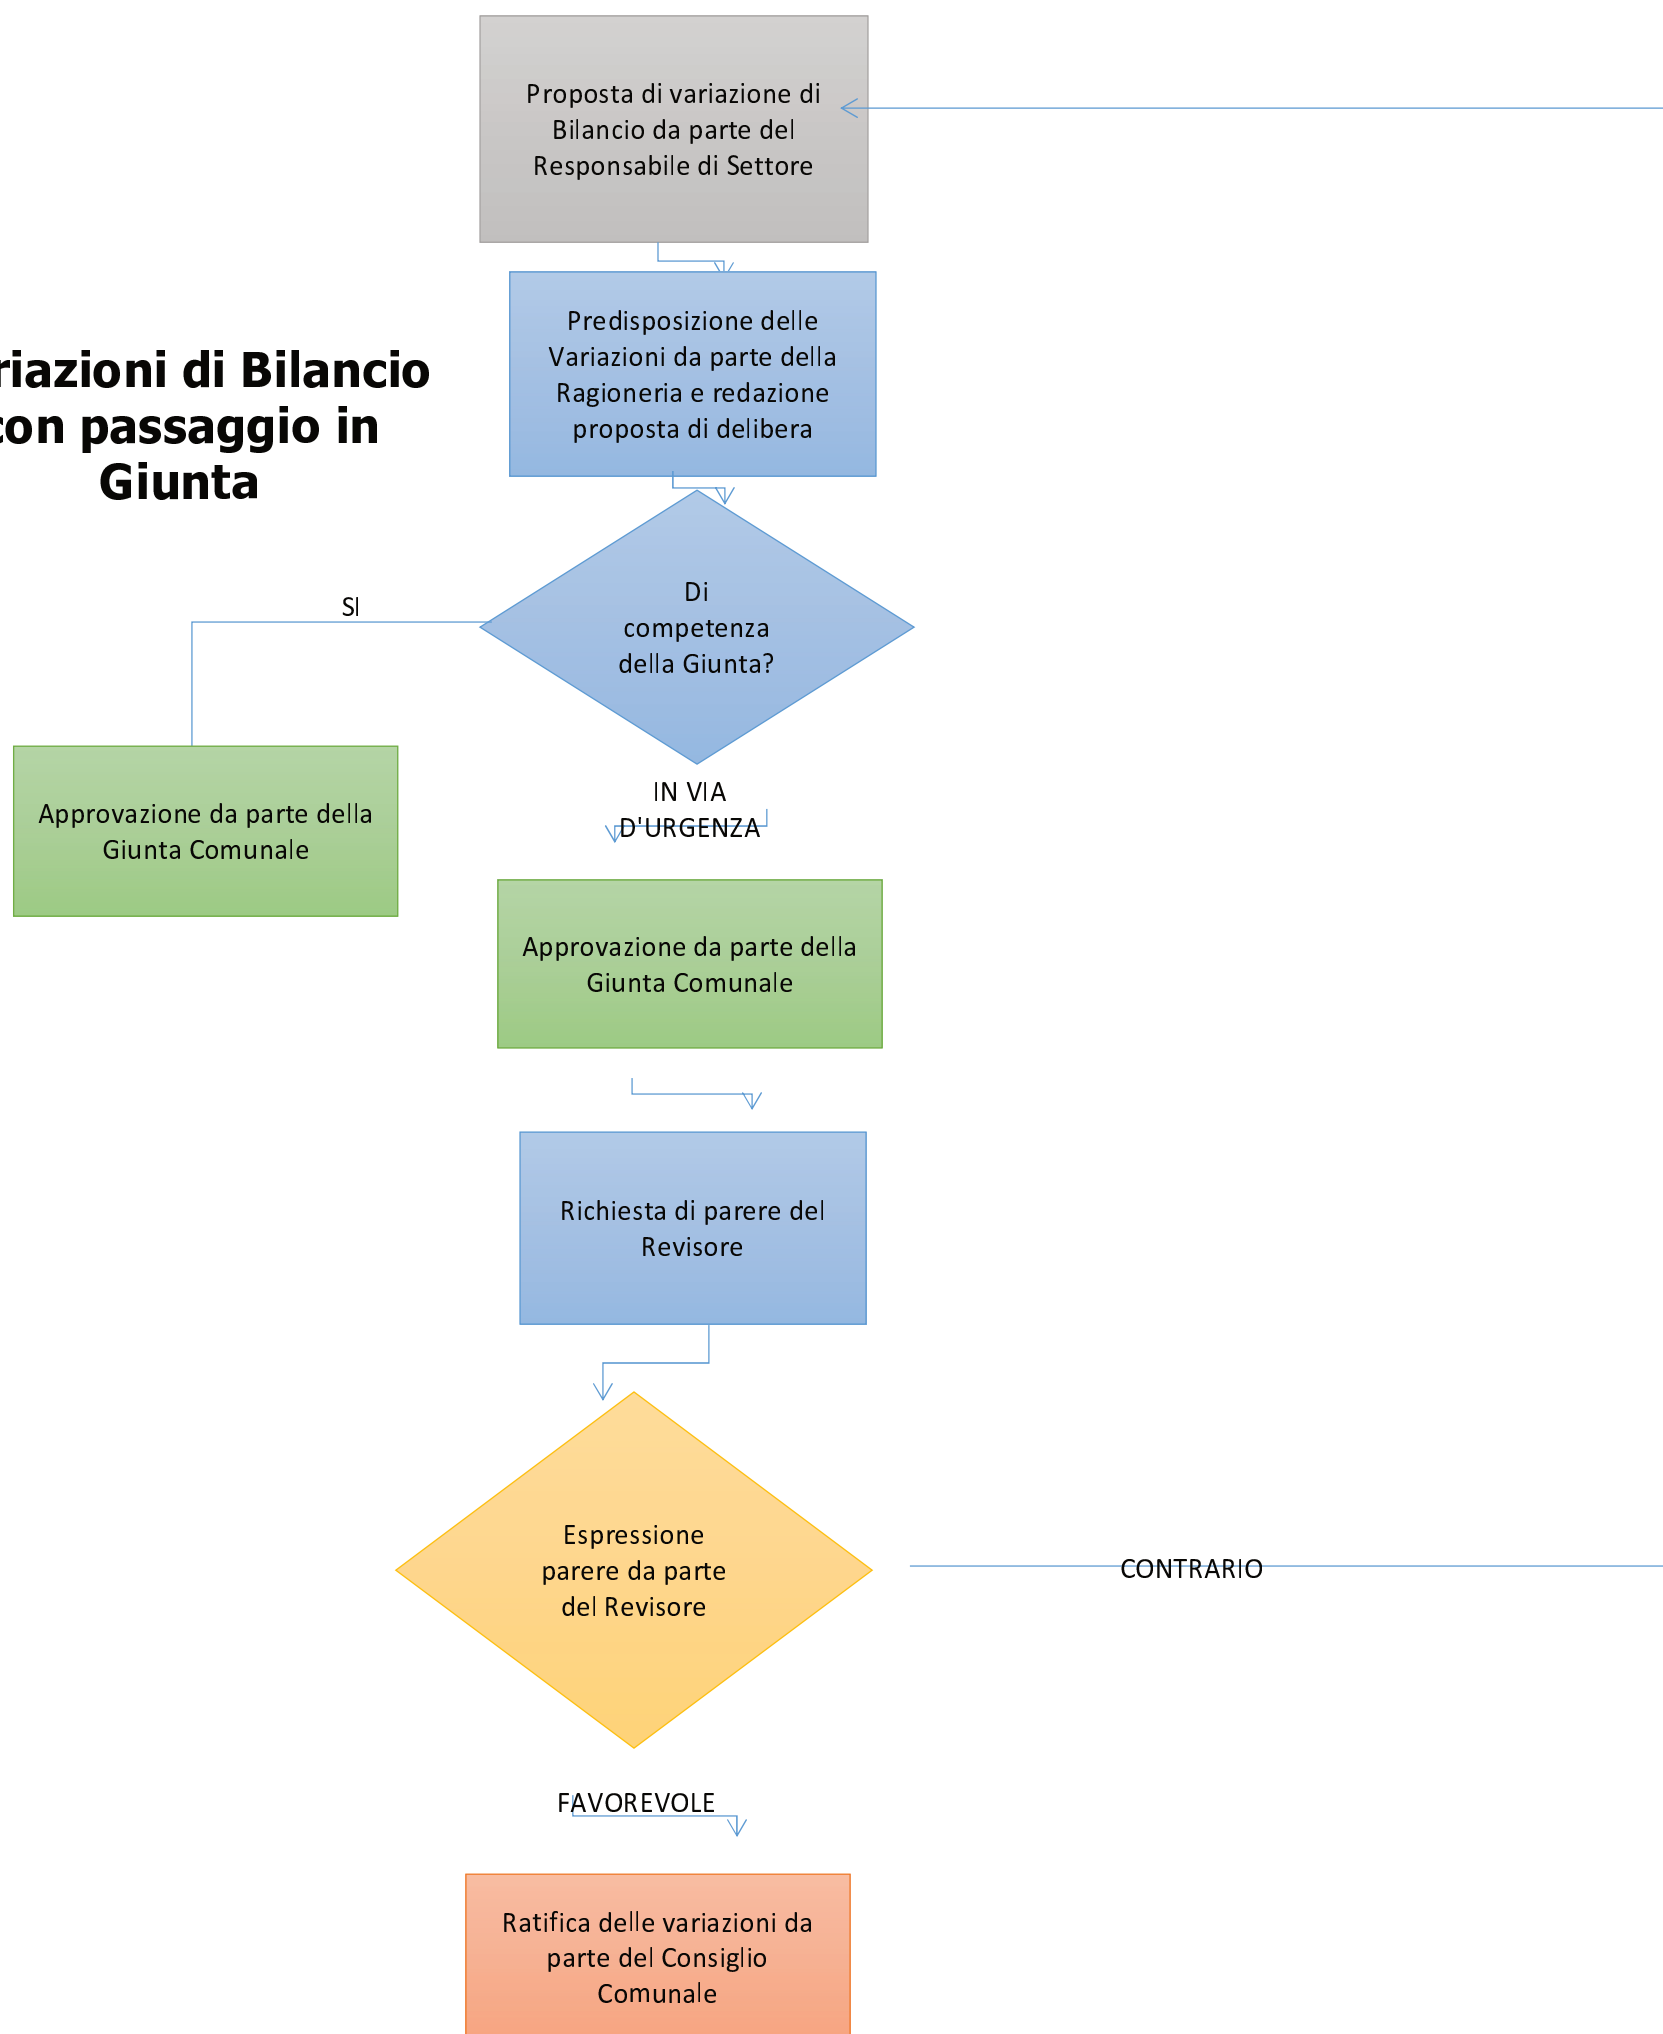 Proposta di variazione di
Bilancio da parte del
Responsabile di Settore
Predisposizione delle
Variazioni da parte della
Ragioneria e redazione
proposta di delibera
riazioni di Bilancio
con passaggio in
Giunta
Di
competenza
della Giunta?
SI
Approvazione da parte della
Giunta Comunale
IN VIA
D'URGENZA
Approvazione da parte della
Giunta Comunale
Richiesta di parere del
Revisore
Espressione
parere da parte
del Revisore
CONTRARIO
FAVOREVOLE
Ratifica delle variazioni da
parte del Consiglio
Comunale